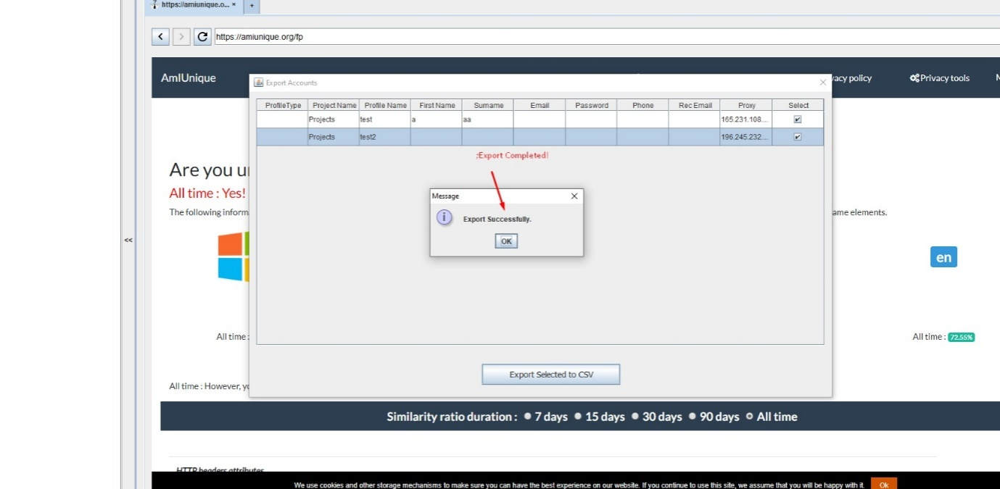 https://amiunique.o... × +
https://amiunique.org/fp
AmIUnique
vacy policy
Privacy tools
Export Accounts
ProfileType Project Name Profile Name First Name Surname Email Password Phone Rec Email Proxy Select
Projects test a aa 165.231.108....
Projects test2 196.245.232....
;Export Completed!
Are you u
All time : Yes!
Message
The following inform
ame elements.
Export Successfully.
<<
OK
en
All time :
All time : 72.55%
Export Selected to CSV
All time : However, yo
Similarity ratio duration : 7 days 15 days 30 days 90 days All time
HTTP headers attributes
We use cookies and other storage mechanisms to make sure you can have the best experience on our website. If you continue to use this site, we assume that you will be happy with it. Ok